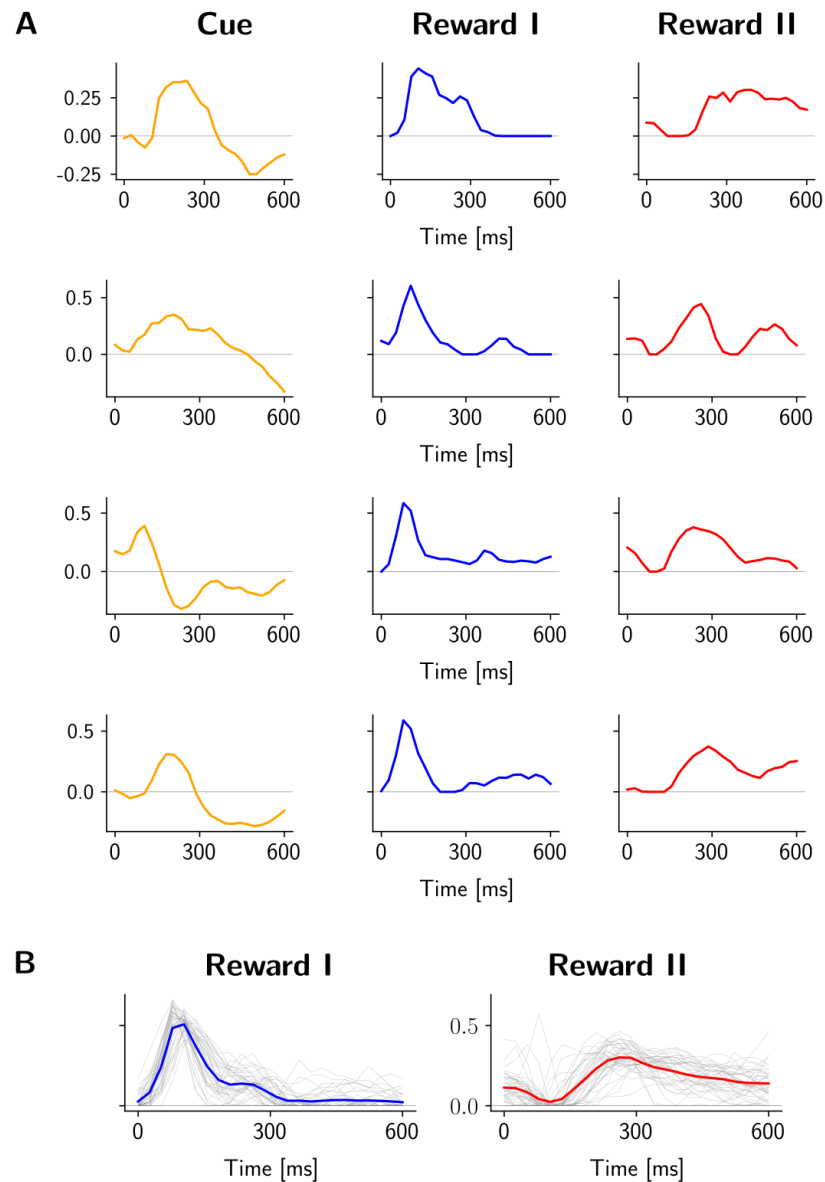 A
Cue Reward I Reward II
0.25
0.00
-0.25
0 300 600 0 300 600 0 300 600
Time [ms]
0.5
0.0
0 300 600 0 300 600 0 300 600
Time [ms]
0.5
0.0
0 300 600 0 300 600 0 300 600
Time [ms]
0.5
0.0
0 300 600 0 300 600 0 300 600
Time [ms]
B
Reward I Reward II
0.5
0.0
0 300 600 0 300 600
Time [ms] Time [ms]